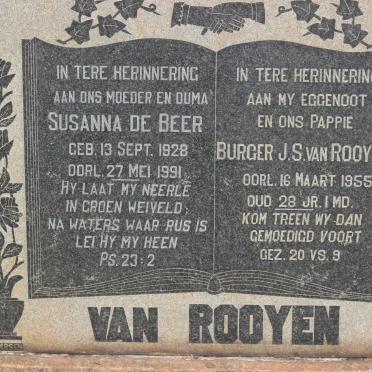 IN TERE HERINNERING
AAN ONS MOEDER EN OUMA
SUSANNA DE BEER
GEB. 13 SEPT. 1928
OORL. 27 MEI 1991
HY LAAT MY NEERLE
IN GROEN WEIVELD,
NA WATERS WAAR RUS IS
LEI HY MY HEEN
PS. 23:2
IN TERE HERINNERING
AAN MY EGGENOOT
EN ONS PAPPIE
BURGER J.S. VAN ROOY
OORL. 16 MAART 1955
OUD 28 JR. 1 MD.
KOM TREEN WY DAN
GEMOEDIGD VOORT
GEZ. 20 VS. 9
VAN ROOYEN